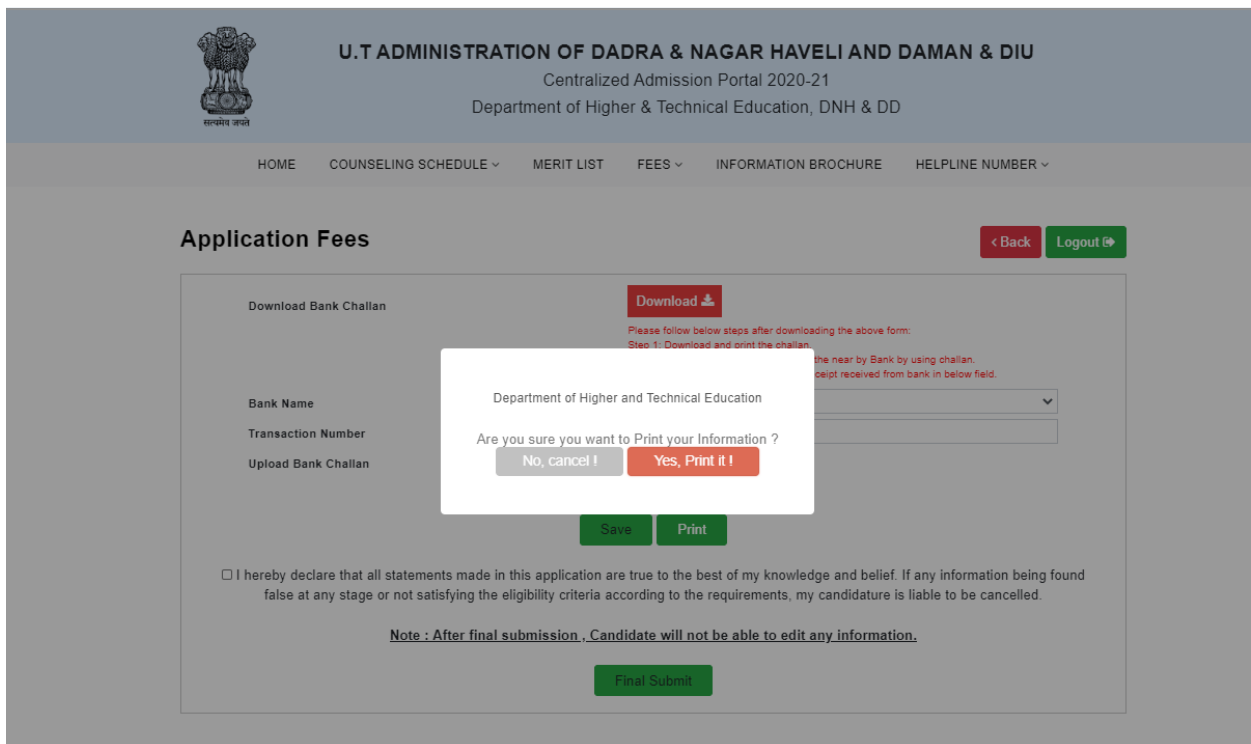 सत्यमेव जयते
U.T ADMINISTRATION OF DADRA & NAGAR HAVELI AND DAMAN & DIU
Centralized Admission Portal 2020-21
Department of Higher & Technical Education, DNH & DD
HOME COUNSELING SCHEDULE MERIT LIST FEES INFORMATION BROCHURE HELPLINE NUMBER
Application Fees
< Back Logout
Download Bank Challan Download
Please follow below steps after downloading the above form:
Step 1: Download and print the challan.
the near by Bank by using challan.
receipt received from bank in below field.
Bank Name
Transaction Number
Upload Bank Challan
Department of Higher and Technical Education
Are you sure you want to Print your Information ?
No, cancel ! Yes, Print it !
Save Print
I hereby declare that all statements made in this application are true to the best of my knowledge and belief. If any information being found
false at any stage or not satisfying the eligibility criteria according to the requirements, my candidature is liable to be cancelled.
Note : After final submission , Candidate will not be able to edit any information.
Final Submit